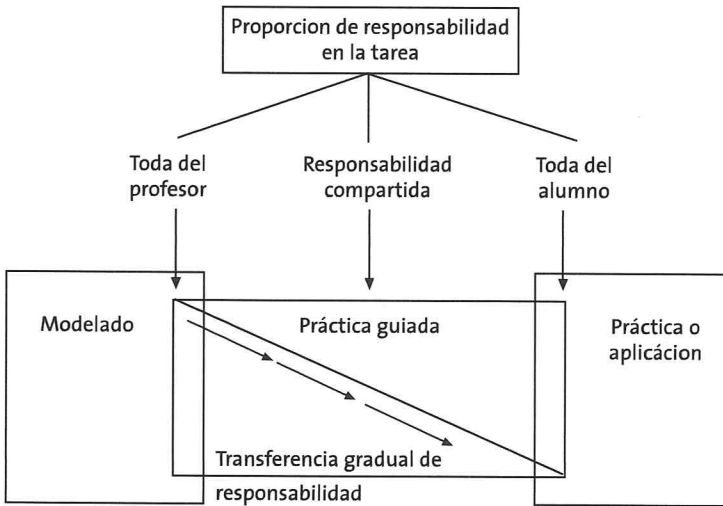 Proporcion de responsabilidad
en la tarea
Toda del
profesor
Responsabilidad
compartida
Toda del
alumno
Modelado
Práctica guiada
Práctica o
aplicácion
Transferencia gradual de
responsabilidad